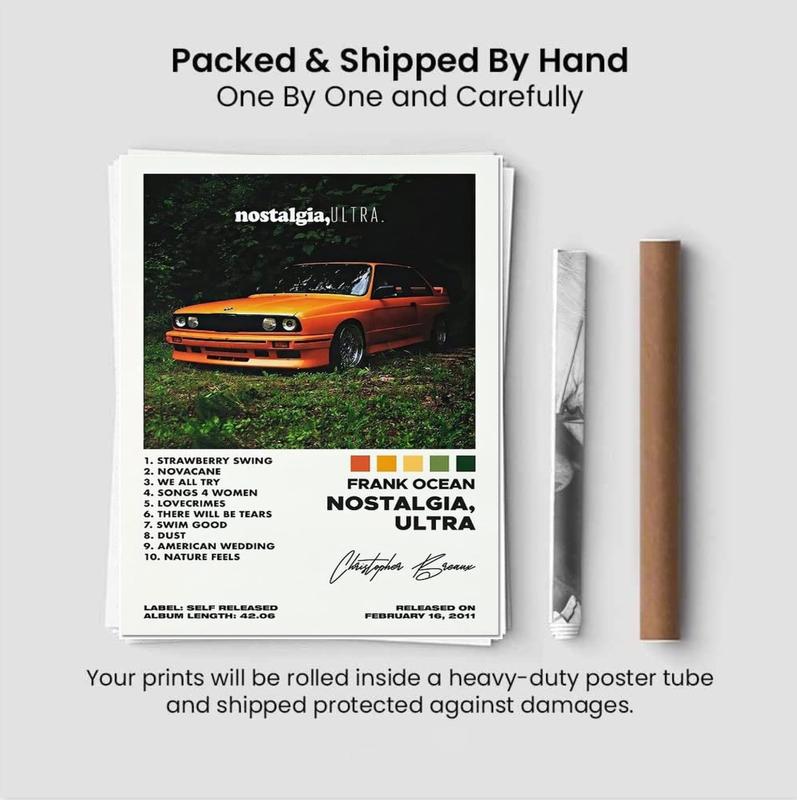 Packed & Shipped By Hand
One By One and Carefully
nostalgia,ULTRA.
1. STRAWBERRY SWING
2. NOVACANE
3. WE ALL TRY
4. SONGS 4 WOMEN
5. LOVECRIMES
6. THERE WILL BE TEARS
7. SWIM GOOD
8. DUST
9. AMERICAN WEDDING
10. NATURE FEELS
FRANK OCEAN
NOSTALGIA,
ULTRA
Christopher Breaux
LABEL: SELF RELEASED
ALBUM LENGTH: 42.06
RELEASED ON
FEBRUARY 16, 2011
Your prints will be rolled inside a heavy-duty poster tube
and shipped protected against damages.